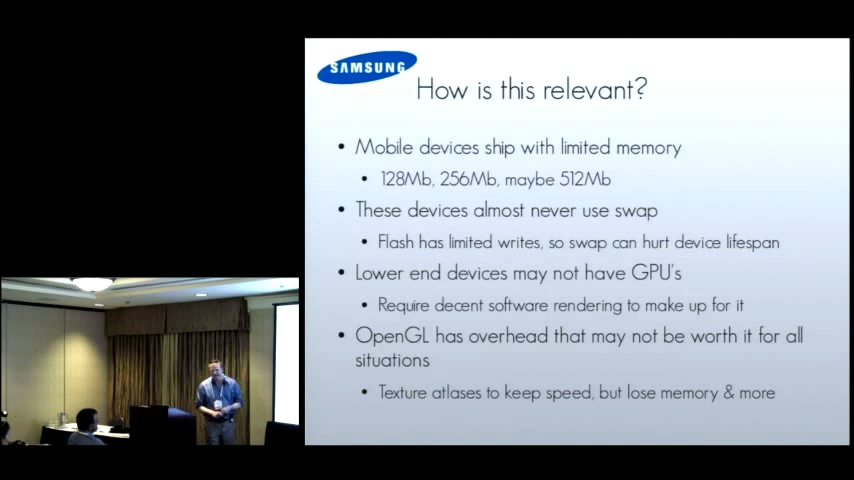 SAMSUNG
How is this relevant?
• Mobile devices ship with limited memory
• 128Mb, 256Mb, maybe 512Mb
• These devices almost never use swap
• Flash has limited writes, so swap can hurt device lifespan
• Lower end devices may not have GPU's
• Require decent software rendering to make up for it
• OpenGL has overhead that may not be worth it for all
situations
• Texture atlases to keep speed, but lose memory & more